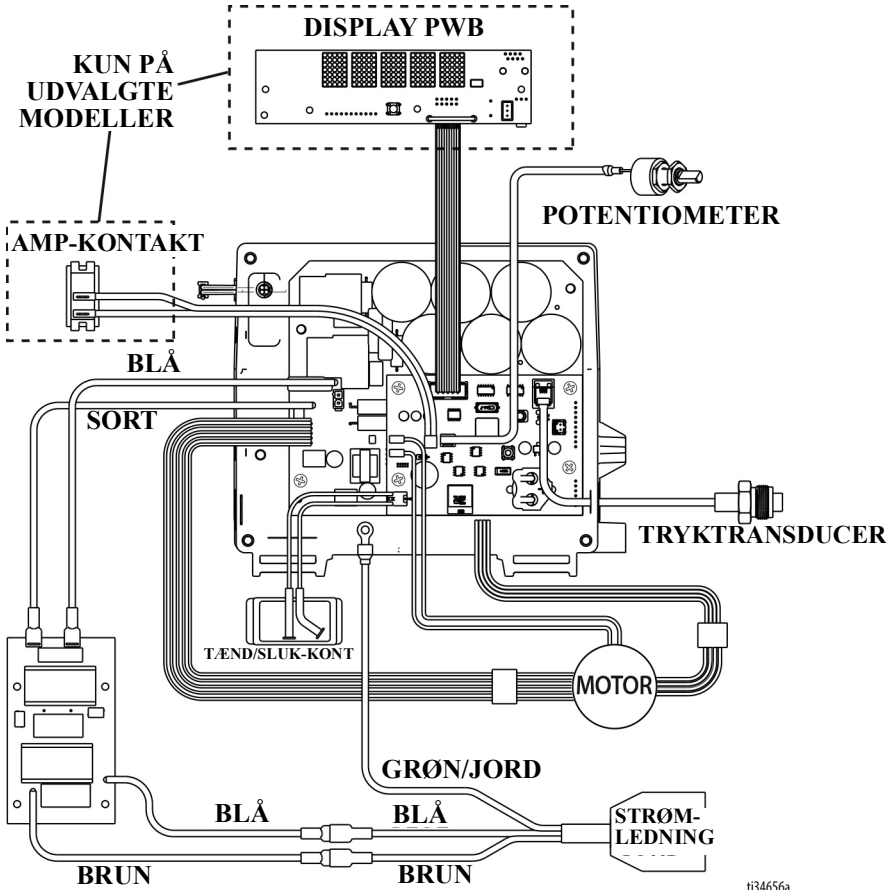 DISPLAY PWB
KUN PÅ
UDVALGTE
MODELLER
POTENTIOMETER
AMP-KONTAKT
BLÅ
SORT
TRYKTRANSDUCER
TÆND/SLUK-KONT
MOTOR
GRØN/JORD
STRØM-
LEDNING
BLÅ
BLÅ
BRUN
BRUN
ti34656a